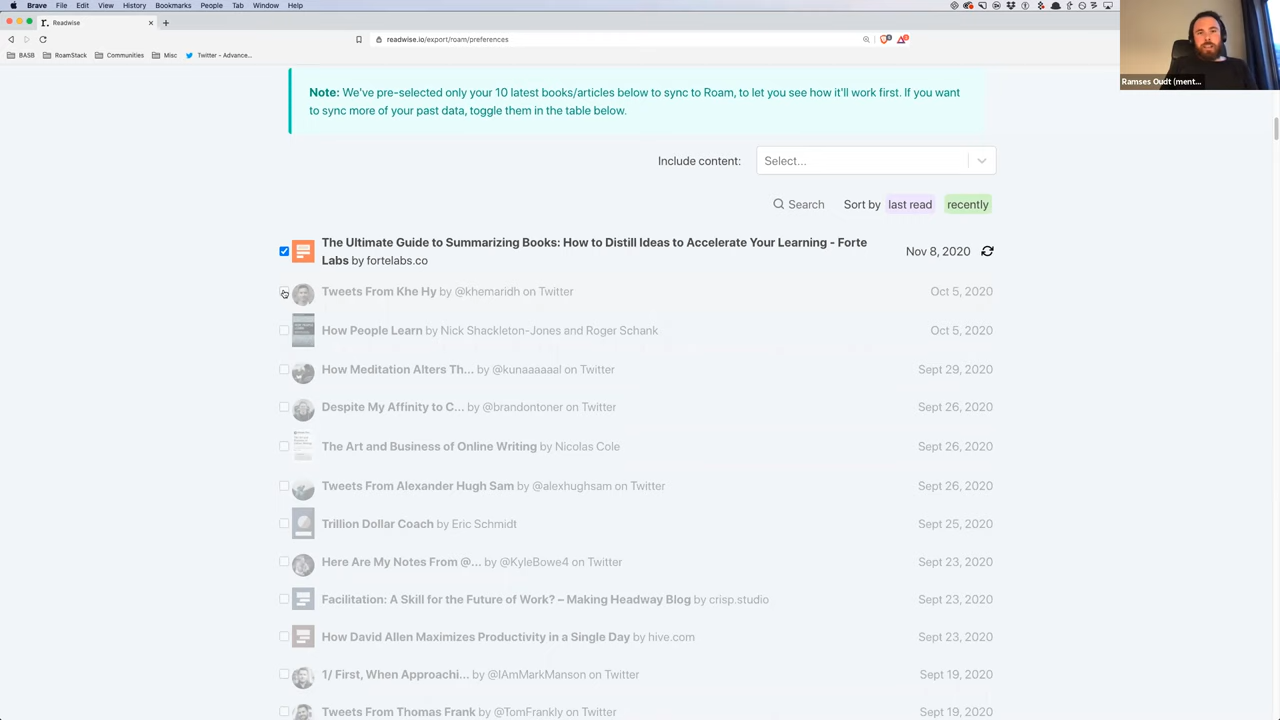 Brave File Edit View History Bookmarks People Tab Window Help
r. Readwise
readwise.io/export/roam/preferences
BASB RoamStack Communities Misc Twitter - Advance...
Ramses Oudt (ment...
Note: We've pre-selected only your 10 latest books/articles below to sync to Roam, to let you see how it'll work first. If you want
to sync more of your past data, toggle them in the table below.
Include content: Select...
Search Sort by last read recently
The Ultimate Guide to Summarizing Books: How to Distill Ideas to Accelerate Your Learning - Forte
Labs by fortelabs.co Nov 8, 2020
Tweets From Khe Hy by @khemaridh on Twitter Oct 5, 2020
How People Learn by Nick Shackleton-Jones and Roger Schank Oct 5, 2020
How Meditation Alters Th... by @kunaaaaaal on Twitter Sept 29, 2020
Despite My Affinity to C... by @brandontoner on Twitter Sept 26, 2020
The Art and Business of Online Writing by Nicolas Cole Sept 26, 2020
Tweets From Alexander Hugh Sam by @alexhughsam on Twitter Sept 26, 2020
Trillion Dollar Coach by Eric Schmidt Sept 25, 2020
Here Are My Notes From @... by @KyleBowe4 on Twitter Sept 23, 2020
Facilitation: A Skill for the Future of Work? – Making Headway Blog by crisp.studio Sept 23, 2020
How David Allen Maximizes Productivity in a Single Day by hive.com Sept 23, 2020
1/ First, When Approachi... by @IAmMarkManson on Twitter Sept 19, 2020
Tweets From Thomas Frank by @TomFrankly on Twitter Sept 19, 2020